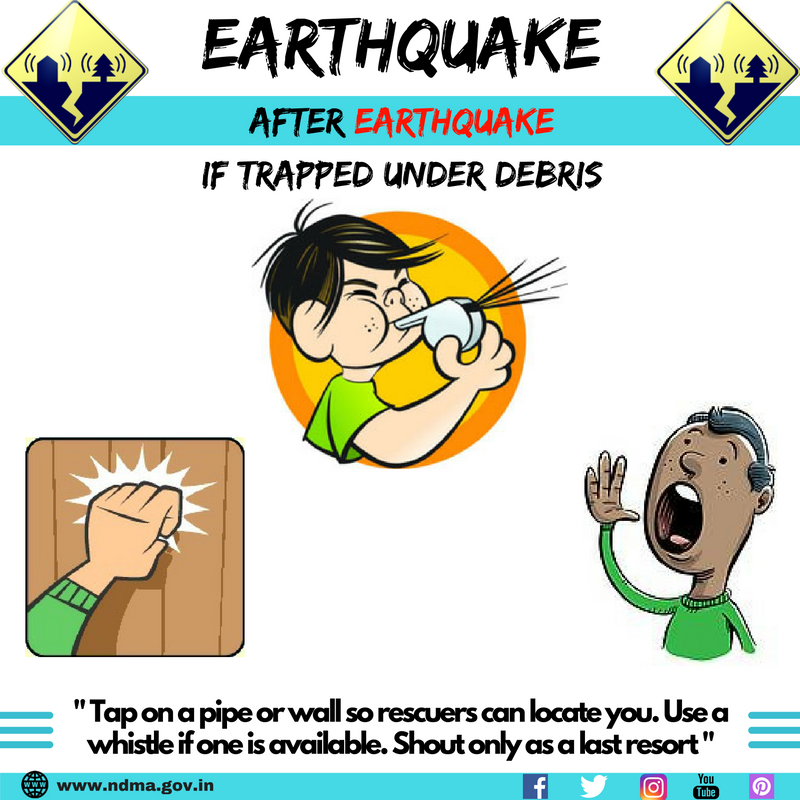 EARTHQUAKE
AFTER EARTHQUAKE
IF TRAPPED UNDER DEBRIS
" Tap on a pipe or wall so rescuers can locate you. Use a
whistle if one is available. Shout only as a last resort "
www.ndma.gov.in
You
Tube